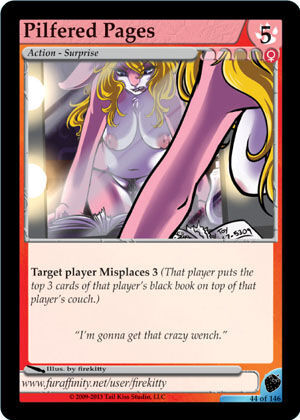 Pilfered Pages
5
Action - Surprise
Target player Misplaces 3 (That player puts the
top 3 cards of that player's black book on top of
that player's couch.)
"I'm gonna get that crazy wench."
Illus. by firekitty
www.furaffinity.net/user/firekitty
© 2009-2013 Tail Kiss Studio, LLC
44 of 146